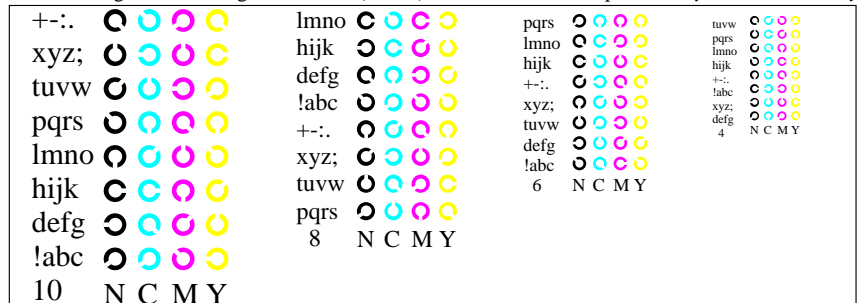 +-:.
xyz;
tuvw
pqrs
lmno
hijk
defg
!abc
10 N C M Y
lmno
hijk
defg
!abc
+-:.
xyz;
tuvw
pqrs
8 N C M Y
pqrs
lmno
hijk
+-:.
xyz;
tuvw
defg
!abc
6 N C M Y
tuvw
pqrs
lmno
hijk
+-:.
!abc
xyz;
defg
4 N C M Y